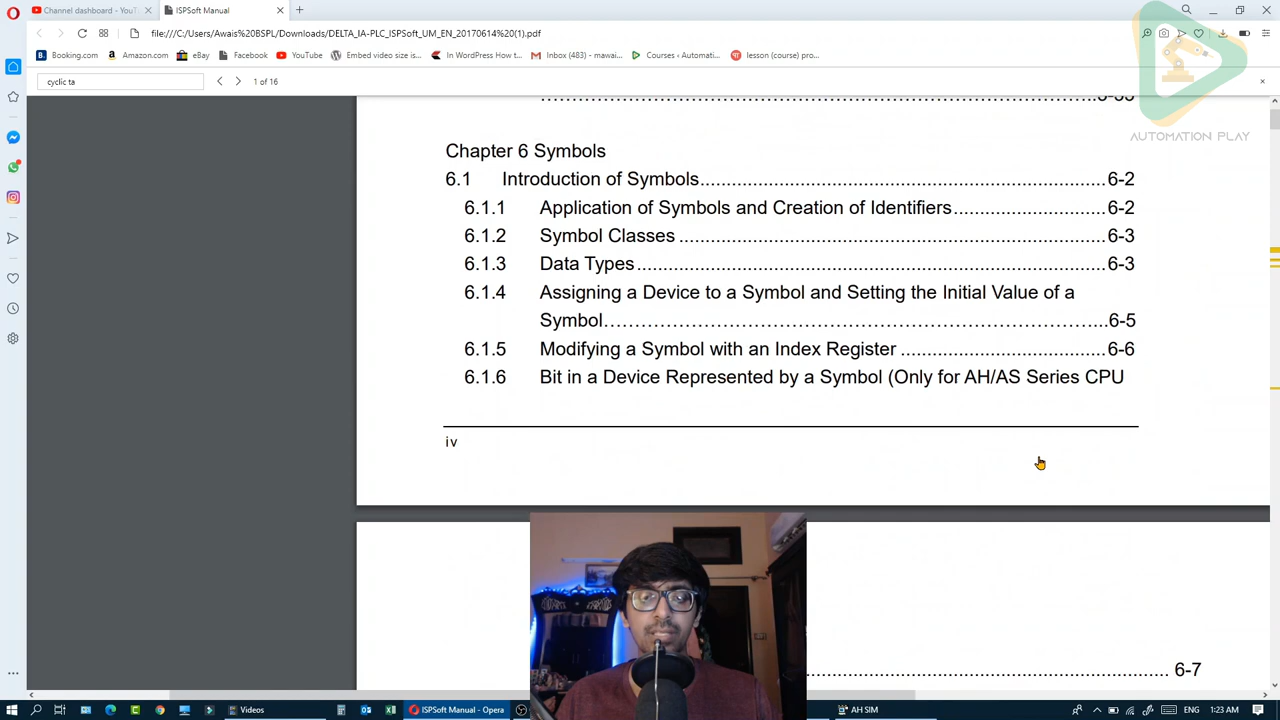 Channel dashboard - YouT
ISPSoft Manual
file:///C:/Users/Awais%20BSPL/Downloads/DELTA_IA-PLC_ISPSoft_UM_EN_20170614%20(1).pdf
Booking.com
Amazon.com
eBay
Facebook
YouTube
Embed video size is...
In WordPress How t...
Inbox (483) - mawai...
Courses ‹ Automati...
lesson (course) pro...
cyclic ta
1 of 16
AUTOMATION PLAY
Chapter 6 Symbols
6.1 Introduction of Symbols 6-2
6.1.1 Application of Symbols and Creation of Identifiers 6-2
6.1.2 Symbol Classes 6-3
6.1.3 Data Types 6-3
6.1.4 Assigning a Device to a Symbol and Setting the Initial Value of a
Symbol 6-5
6.1.5 Modifying a Symbol with an Index Register 6-6
6.1.6 Bit in a Device Represented by a Symbol (Only for AH/AS Series CPU
iv
6-7
Videos
ISPSoft Manual - Opera
AH SIM
ENG
1:23 AM